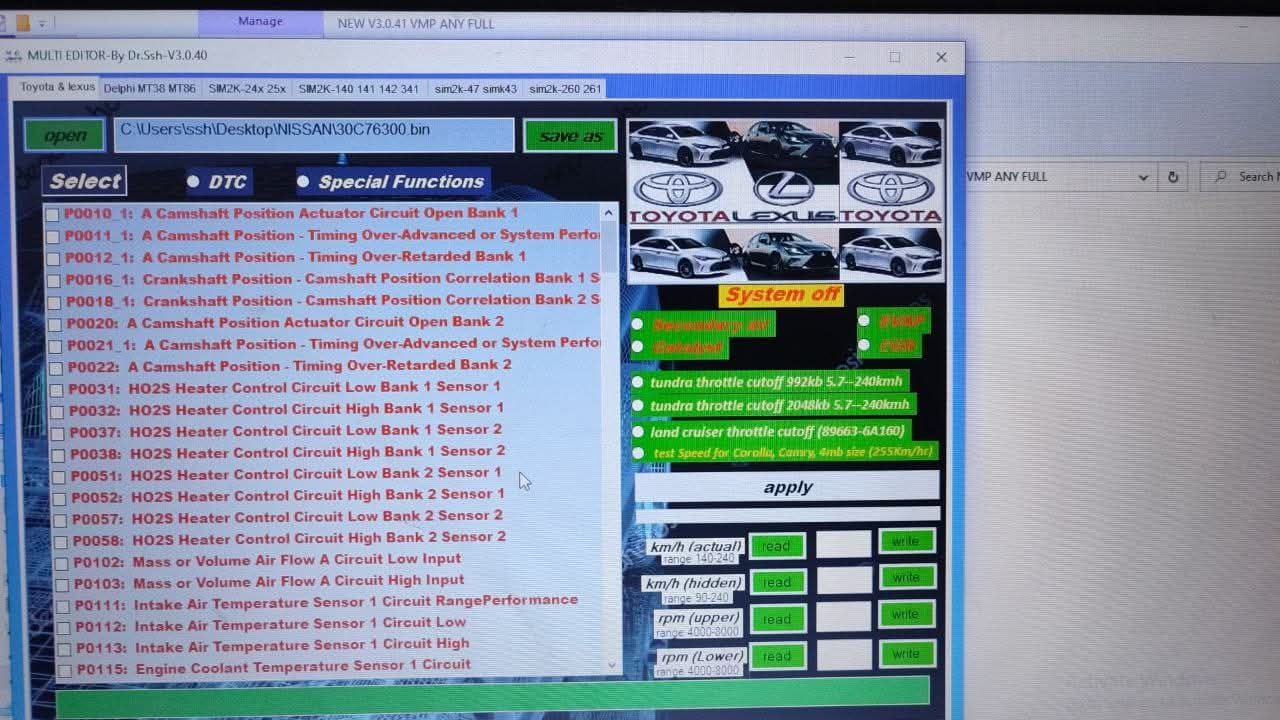 Manage
NEW V3.0.41 VMP ANY FULL
MULTI EDITOR-By Dr.Ssh-V3.0.40
Toyota & lexus
Delphi MT38 MT86
SIM2K-24x 25x
SIM2K-140 141 142 341
sim2k-47 simk43
sim2k-260 261
open
C:\Users\ssh\Desktop\NISSAN\30C76300.bin
save as
VMP ANY FULL
Search
Select
DTC
Special Functions
TOYOTA LEXUS TOYOTA
P0010_1: A Camshaft Position Actuator Circuit Open Bank 1
P0011_1: A Camshaft Position - Timing Over-Advanced or System Perfo
P0012_1: A Camshaft Position - Timing Over-Retarded Bank 1
P0016_1: Crankshaft Position - Camshaft Position Correlation Bank 1 S
P0018_1: Crankshaft Position - Camshaft Position Correlation Bank 2 S
P0020: A Camshaft Position Actuator Circuit Open Bank 2
P0021_1: A Camshaft Position - Timing Over-Advanced or System Perfo
P0022: A Camshaft Position - Timing Over-Retarded Bank 2
P0031: HO2S Heater Control Circuit Low Bank 1 Sensor 1
P0032: HO2S Heater Control Circuit High Bank 1 Sensor 1
P0037: HO2S Heater Control Circuit Low Bank 1 Sensor 2
P0038: HO2S Heater Control Circuit High Bank 1 Sensor 2
P0051: HO2S Heater Control Circuit Low Bank 2 Sensor 1
P0052: HO2S Heater Control Circuit High Bank 2 Sensor 1
P0057: HO2S Heater Control Circuit Low Bank 2 Sensor 2
P0058: HO2S Heater Control Circuit High Bank 2 Sensor 2
P0102: Mass or Volume Air Flow A Circuit Low Input
P0103: Mass or Volume Air Flow A Circuit High Input
P0111: Intake Air Temperature Sensor 1 Circuit RangePerformance
P0112: Intake Air Temperature Sensor 1 Circuit Low
P0113: Intake Air Temperature Sensor 1 Circuit High
P0115: Engine Coolant Temperature Sensor 1 Circuit
System off
Secondary air
Catalyst
EVAP
EGR
tundra throttle cutoff 992kb 5.7--240kmh
tundra throttle cutoff 2048kb 5.7--240kmh
land cruiser throttle cutoff (89663-6A160)
test Speed for Corolla, Camry, 4mb size (255Km/hr)
apply
km/h (actual)
range 140-240
read
write
km/h (hidden)
range 90-240
read
write
rpm (upper)
range 4000-8000
read
write
rpm (Lower)
range 4000-8000
read
write